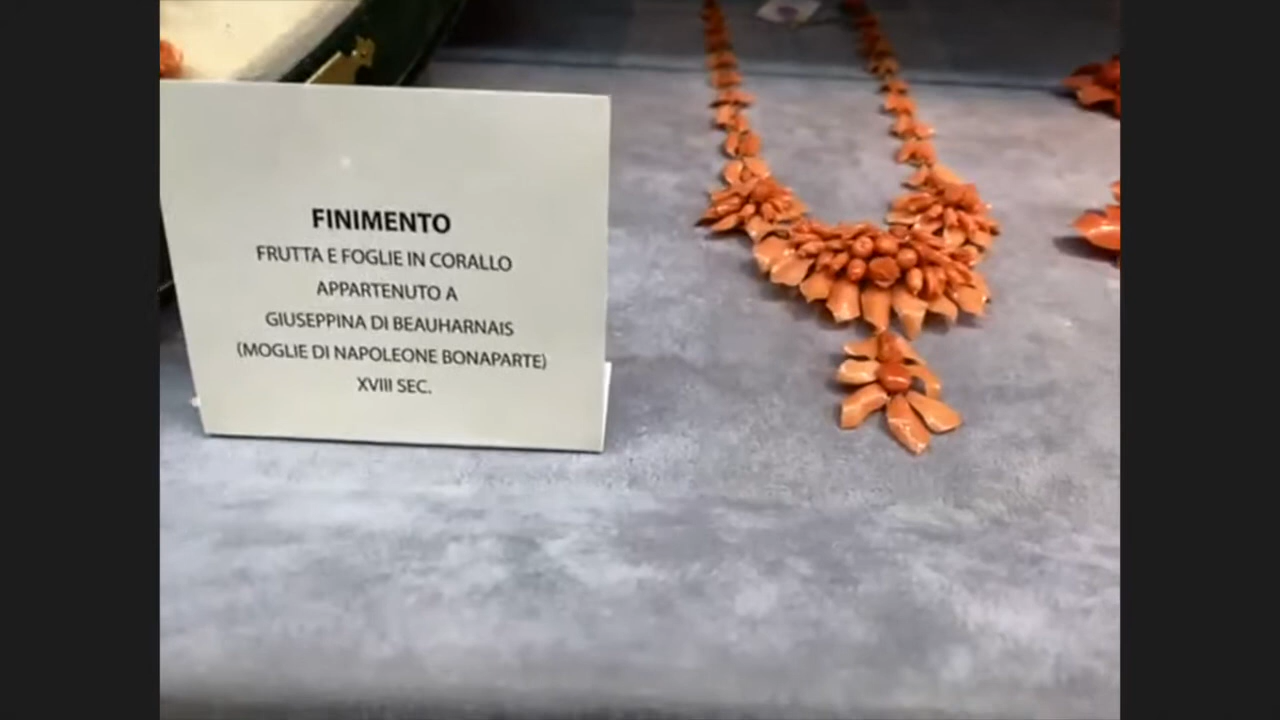 FINIMENTO
FRUTTA E FOGLIE IN CORALLO
APPARTENUTO A
GIUSEPPINA DI BEAUHARNAIS
(MOGLIE DI NAPOLEONE BONAPARTE)
XVIII SEC.